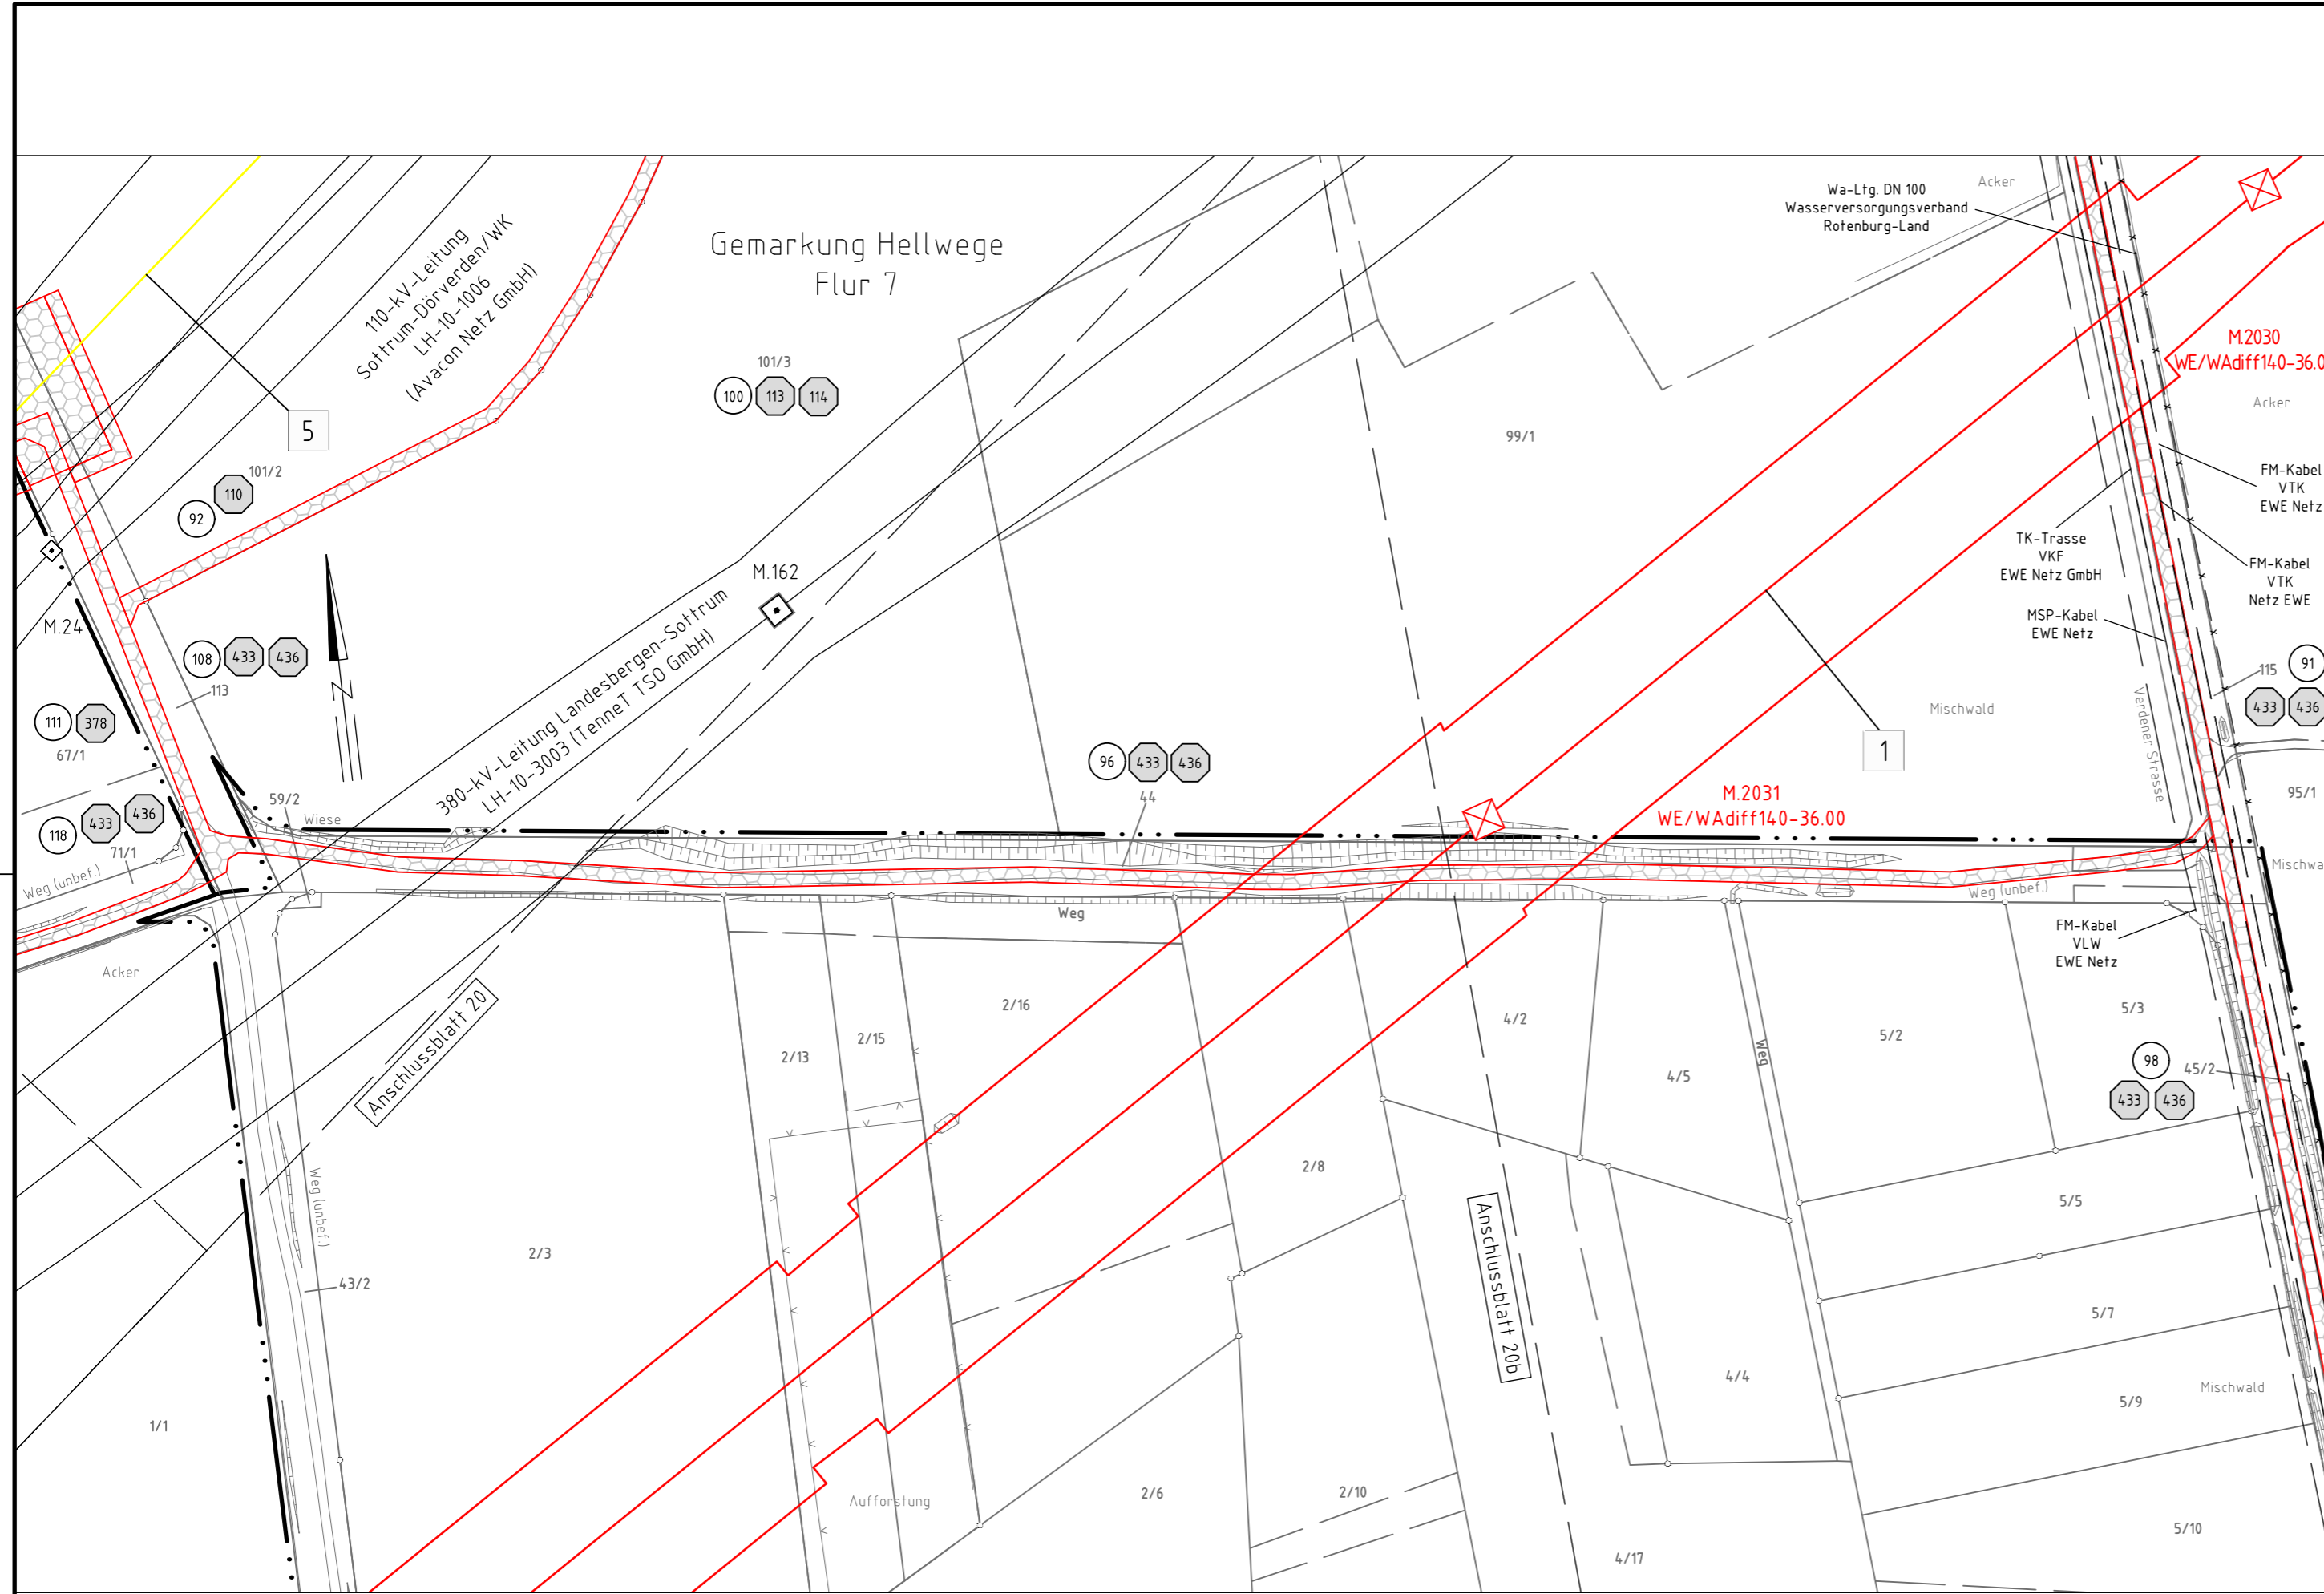 Gemarkung Hellwege
Flur 7
110-kV-Leitung
Sottrum-Dörverden/WK
LH-10-1006
(Avacon Netz GmbH)
5
101/3
100
113
114
Wa-Ltg. DN 100
Wasserversorgungsverband
Rotenburg-Land
Acker
M.2030
WE/WAdiff140-36.0
Acker
99/1
101/2
110
92
FM-Kabel
VTK
EWE Netz
TK-Trasse
VKF
EWE Netz GmbH
FM-Kabel
VTK
Netz EWE
MSP-Kabel
EWE Netz
M.162
M.24
108
433
436
113
111
378
67/1
380-kV-Leitung Landesbergen-Sottrum
LH-10-3003 (TenneT TSO GmbH)
115
91
433
436
Mischwald
Verdener Strasse
1
96
433
436
44
M.2031
WE/WAdiff140-36.00
95/1
59/2
Wiese
118
433
436
71/1
Weg (unbef.)
Mischwa
Weg (unbef.)
Weg
FM-Kabel
VLW
EWE Netz
Acker
Anschlussblatt 20
2/16
2/15
2/13
4/2
4/5
Weg
5/2
5/3
98
45/2
433
436
2/8
5/5
Weg (unbef.)
2/3
43/2
Anschlussblatt 20b
5/7
4/4
Mischwald
5/9
1/1
2/6
2/10
Aufforstung
5/10
4/17
N